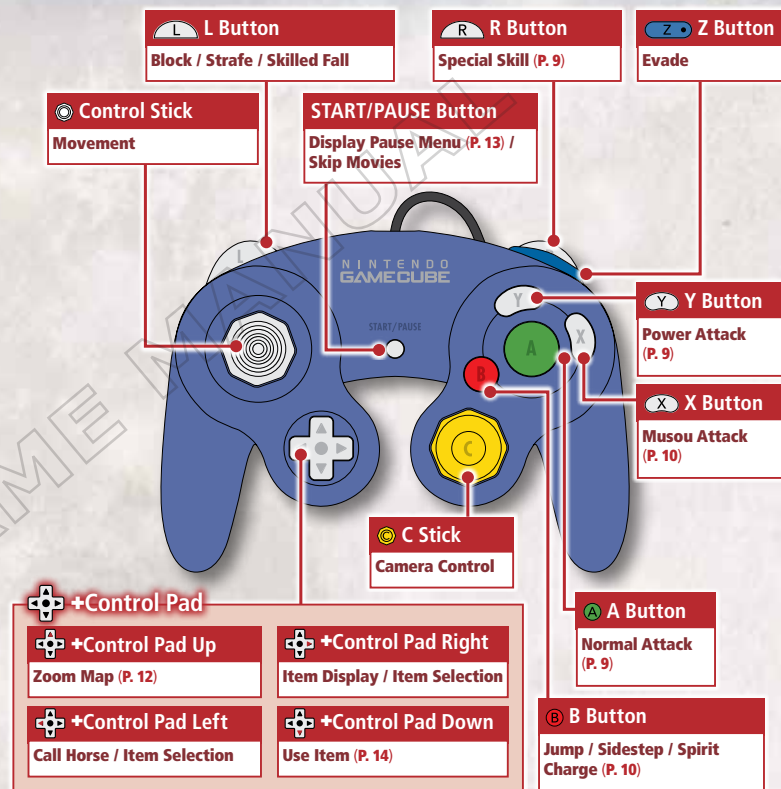 L L Button
Block / Strafe / Skilled Fall
R R Button
Special Skill (P. 9)
Z Z Button
Evade
Control Stick
Movement
START/PAUSE Button
Display Pause Menu (P. 13) /
Skip Movies
L
NINTENDO
GAMECUBE
START/PAUSE
Y
X
A
B
C
Y Y Button
Power Attack
(P. 9)
X X Button
Musou Attack
(P. 10)
C C Stick
Camera Control
A A Button
Normal Attack
(P. 9)
B B Button
Jump / Sidestep / Spirit
Charge (P. 10)
+Control Pad
+Control Pad Up
Zoom Map (P. 12)
+Control Pad Right
Item Display / Item Selection
+Control Pad Left
Call Horse / Item Selection
+Control Pad Down
Use Item (P. 14)
AME MANUAL